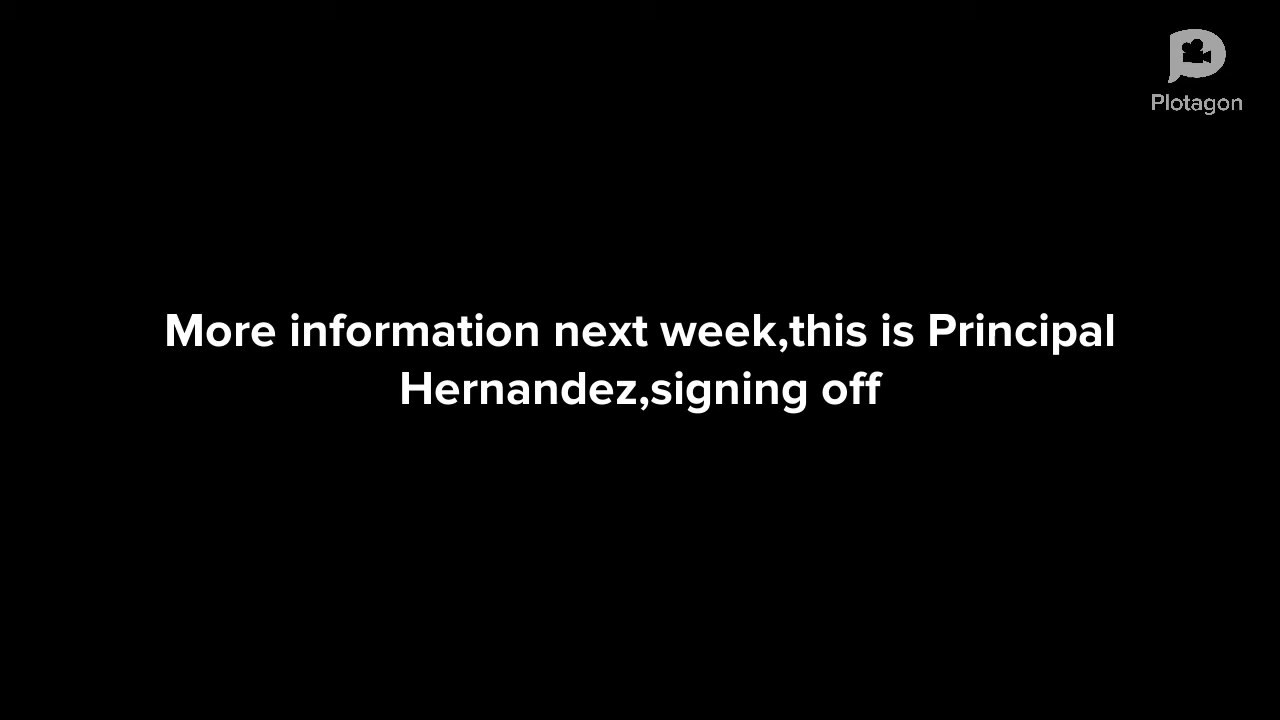 Plotagon
More information next week,this is Principal
Hernandez,signing off